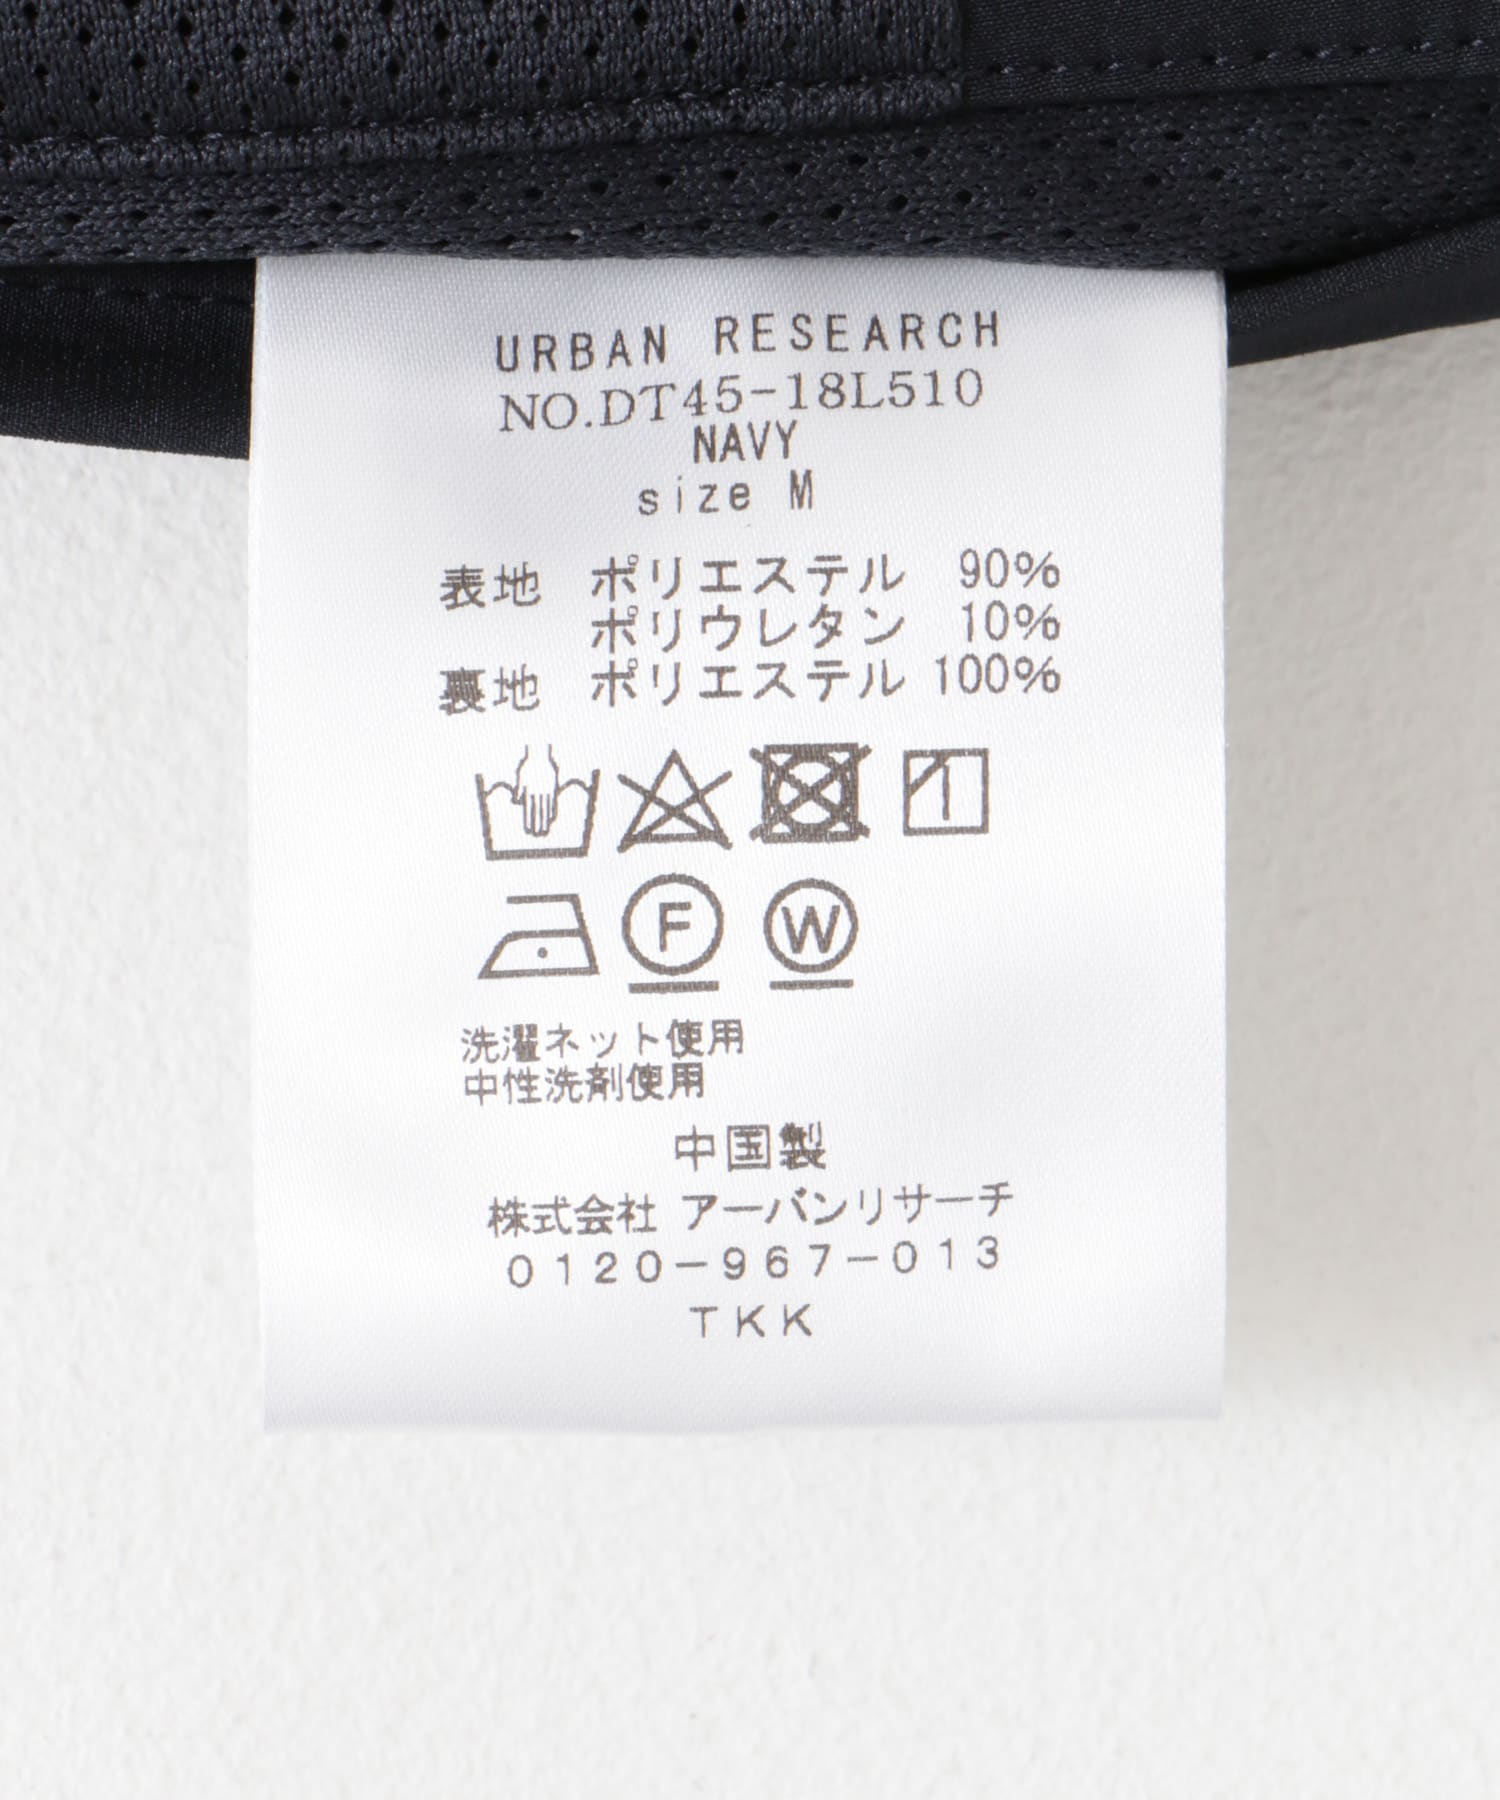 URBAN RESEARCH
NO.DT45-18L510
NAVY
size M
表地 ポリエステル 90%
ポリウレタン 10%
裏地 ポリエステル 100%
F W
洗濯ネット使用
中性洗剤使用
中国製
株式会社 アーバンリサーチ
0120-967-013
TKK